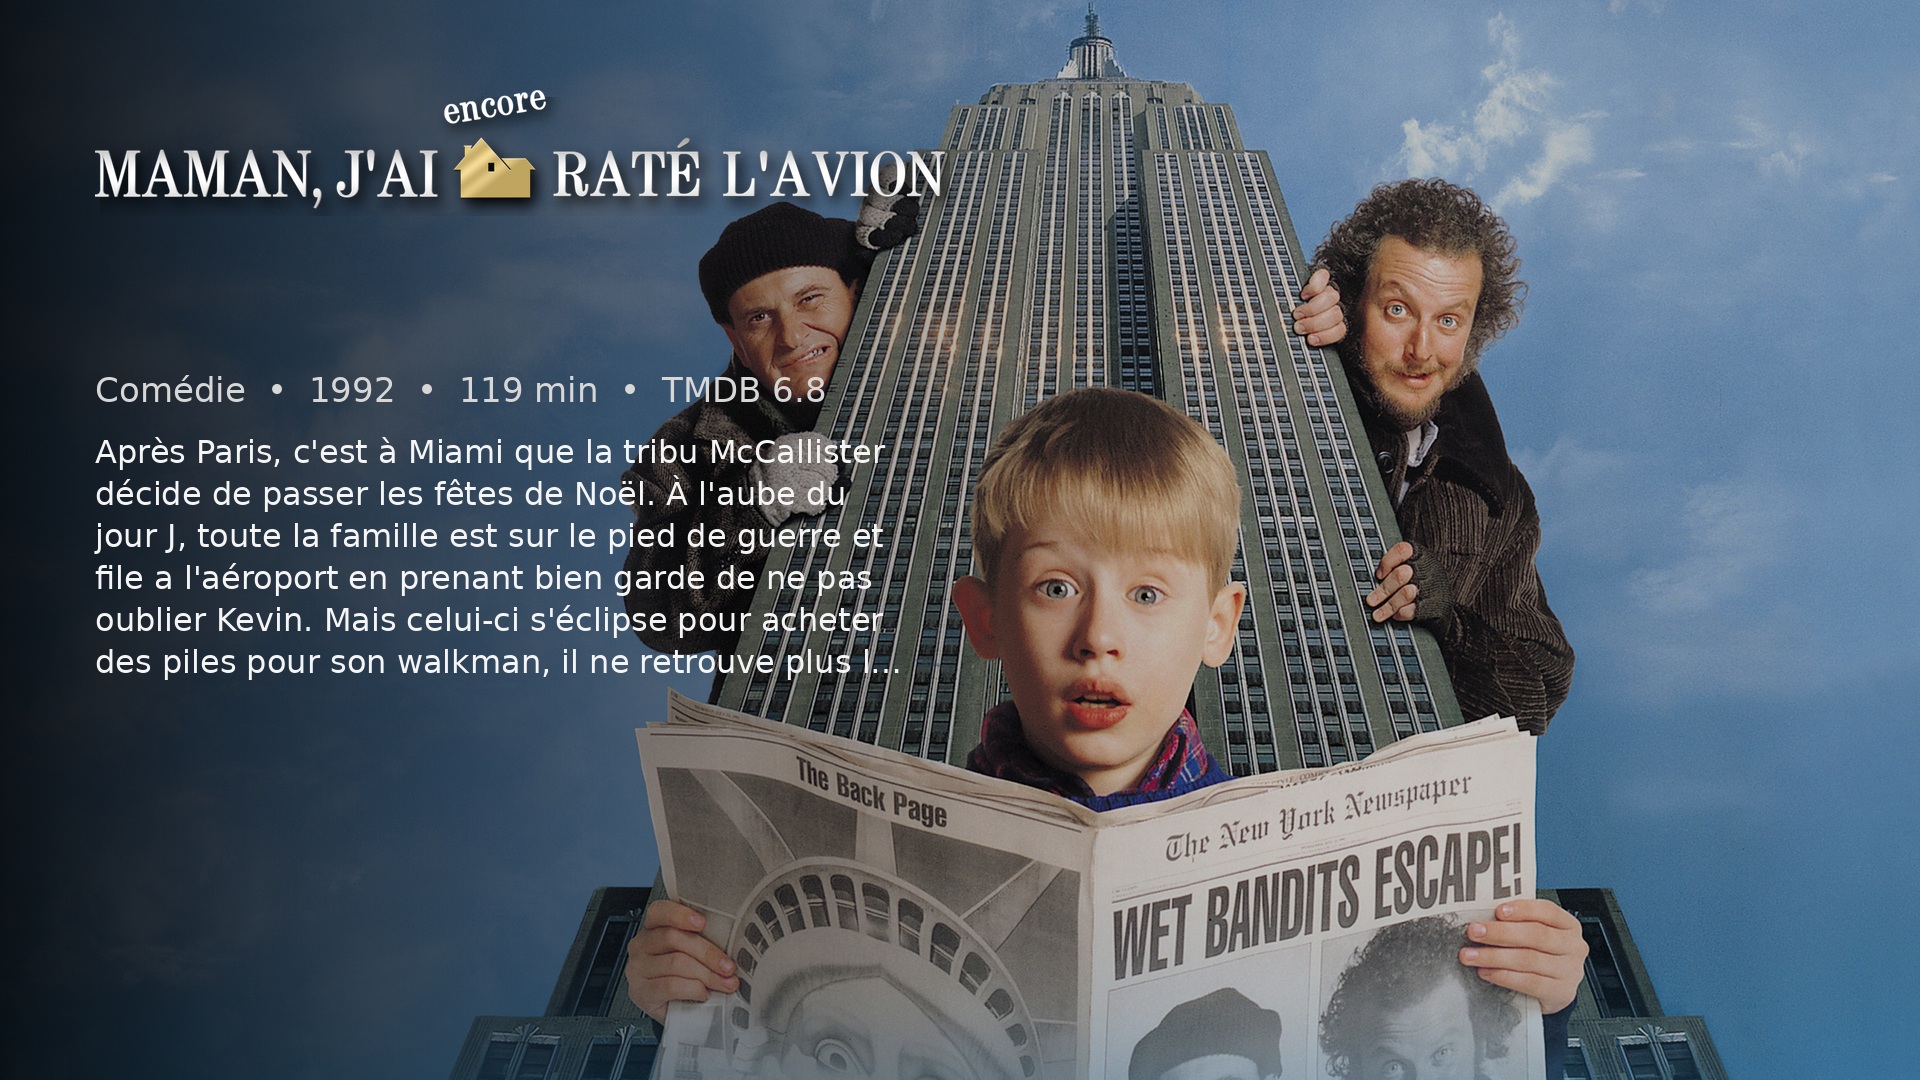 encore
MAMAN, J'AI RATÉ L'AVION
Comédie • 1992 • 119 min • TMDB 6.8
Après Paris, c'est à Miami que la tribu McCallister
décide de passer les fêtes de Noël. À l'aube du
jour J, toute la famille est sur le pied de guerre et
file a l'aéroport en prenant bien garde de ne pas
oublier Kevin. Mais celui-ci s'éclipse pour acheter
des piles pour son walkman, il ne retrouve plus l...
The Back Page
The New York Newspaper
WET BANDITS ESCAPE!